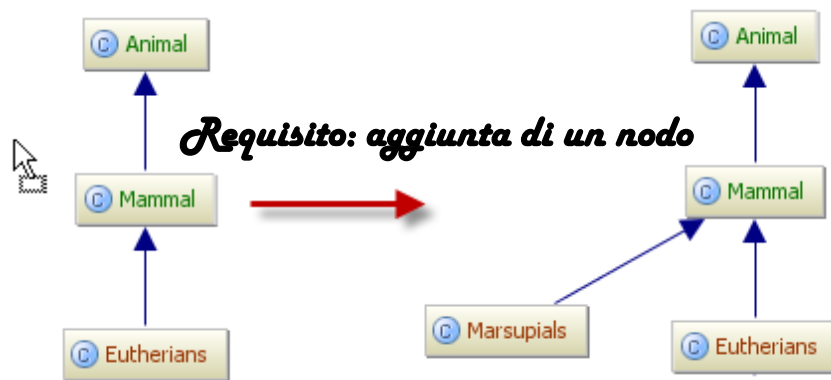 C Animal
C Animal
Requisito: aggiunta di un nodo
C Mammal
C Mammal
C Marsupials
C Eutherians
C Eutherians